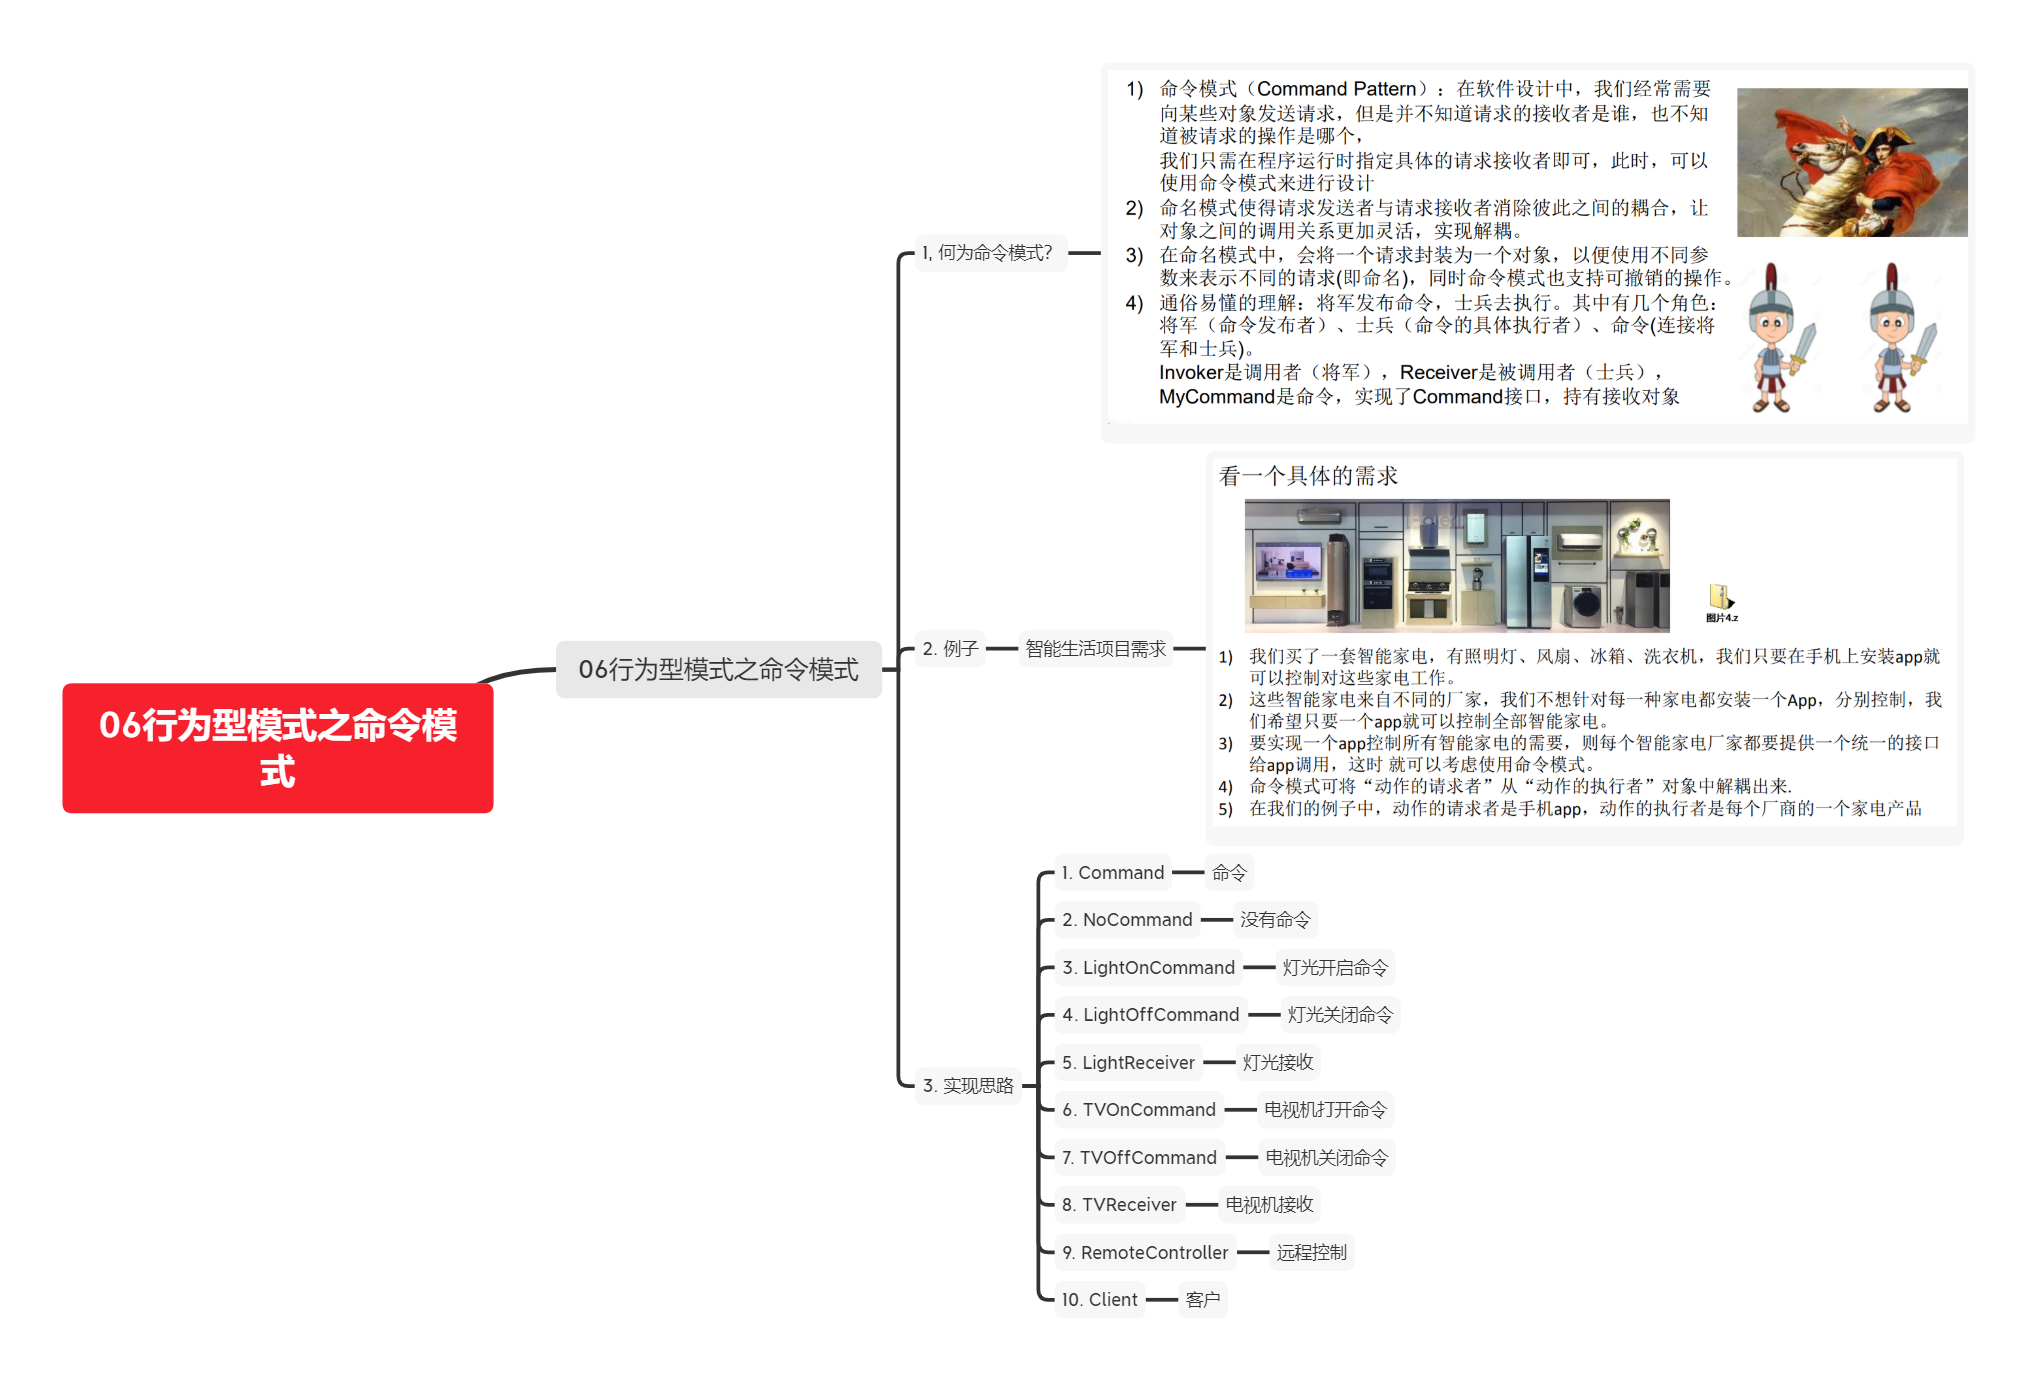 06行为型模式之命令模
式
06行为型模式之命令模式
1, 何为命令模式?
1) 命令模式（Command Pattern）：在软件设计中，我们经常需要
向某些对象发送请求，但是并不知道请求的接收者是谁，也不知
道被请求的操作是哪个，
我们只需在程序运行时指定具体的请求接收者即可，此时，可以
使用命令模式来进行设计
2) 命名模式使得请求发送者与请求接收者消除彼此之间的耦合，让
对象之间的调用关系更加灵活，实现解耦。
3) 在命名模式中，会将一个请求封装为一个对象，以便使用不同参
数来表示不同的请求(即命名)，同时命令模式也支持可撤销的操作。
4) 通俗易懂的理解：将军发布命令，士兵去执行。其中有几个角色：
将军（命令发布者）、士兵（命令的具体执行者）、命令(连接将
军和士兵)。
Invoker是调用者（将军），Receiver是被调用者（士兵），
MyCommand是命令，实现了Command接口，持有接收对象
2. 例子
智能生活项目需求
看一个具体的需求
图片4.z
1) 我们买了一套智能家电，有照明灯、风扇、冰箱、洗衣机，我们只要在手机上安装app就
可以控制对这些家电工作。
2) 这些智能家电来自不同的厂家，我们不想针对每一种家电都安装一个App，分别控制，我
们希望只要一个app就可以控制全部智能家电。
3) 要实现一个app控制所有智能家电的需要，则每个智能家电厂家都要提供一个统一的接口
给app调用，这时 就可以考虑使用命令模式。
4) 命令模式可将“动作的请求者”从“动作的执行者”对象中解耦出来.
5) 在我们的例子中，动作的请求者是手机app，动作的执行者是每个厂商的一个家电产品
3. 实现思路
1. Command
命令
2. NoCommand
没有命令
3. LightOnCommand
灯光开启命令
4. LightOffCommand
灯光关闭命令
5. LightReceiver
灯光接收
6. TVOnCommand
电视机打开命令
7. TVOffCommand
电视机关闭命令
8. TVReceiver
电视机接收
9. RemoteController
远程控制
10. Client
客户